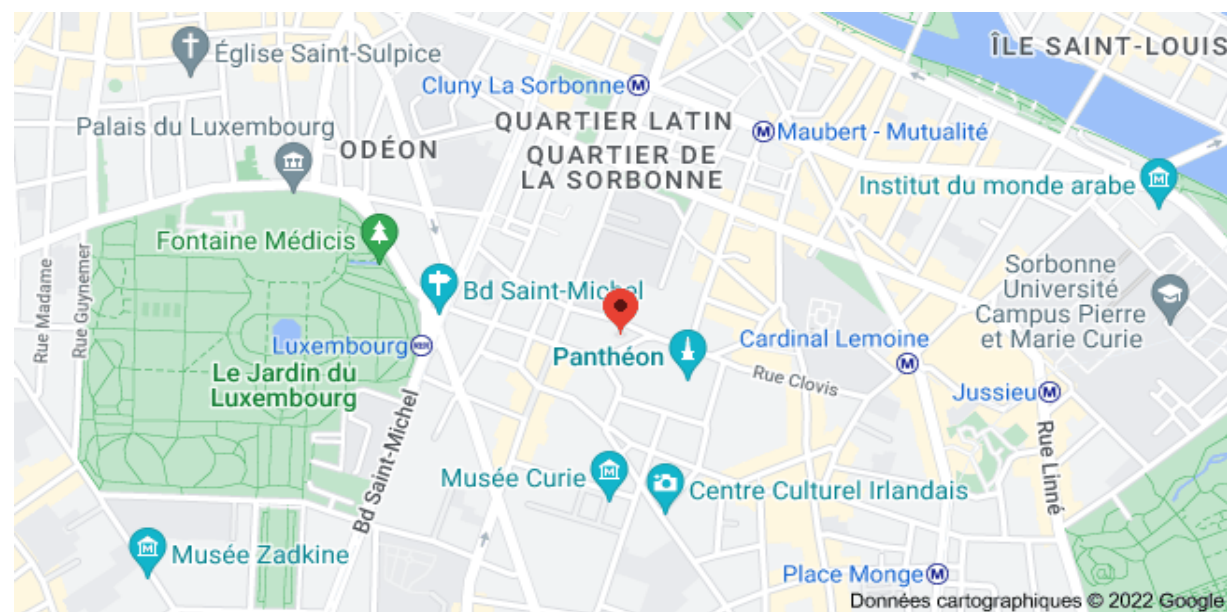 ÎLE SAINT-LOUIS
Église Saint-Sulpice
Cluny La Sorbonne M
Palais du Luxembourg
QUARTIER LATIN
M Maubert - Mutualité
ODÉON
QUARTIER DE
LA SORBONNE
Institut du monde arabe
Fontaine Médicis
Rue Madame
Rue Guynemer
Bd Saint-Michel
Sorbonne
Université
Campus Pierre
et Marie Curie
Luxembourg RER
Panthéon
Cardinal Lemoine
M
Rue Clovis
Le Jardin du
Luxembourg
Jussieu M
Bd Saint-Michel
Rue Linné
Musée Curie
Centre Culturel Irlandais
Musée Zadkine
Place Monge M
Données cartographiques © 2022 Google